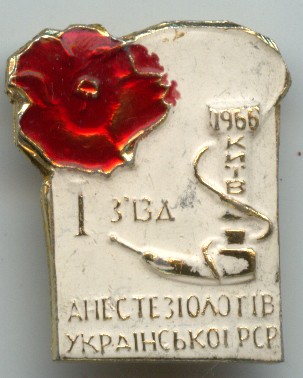 1966
КИЇВ
I З'ЇЗД
АНЕСТЕЗІОЛОГІВ
УКРАЇНСЬКОЇ РСР